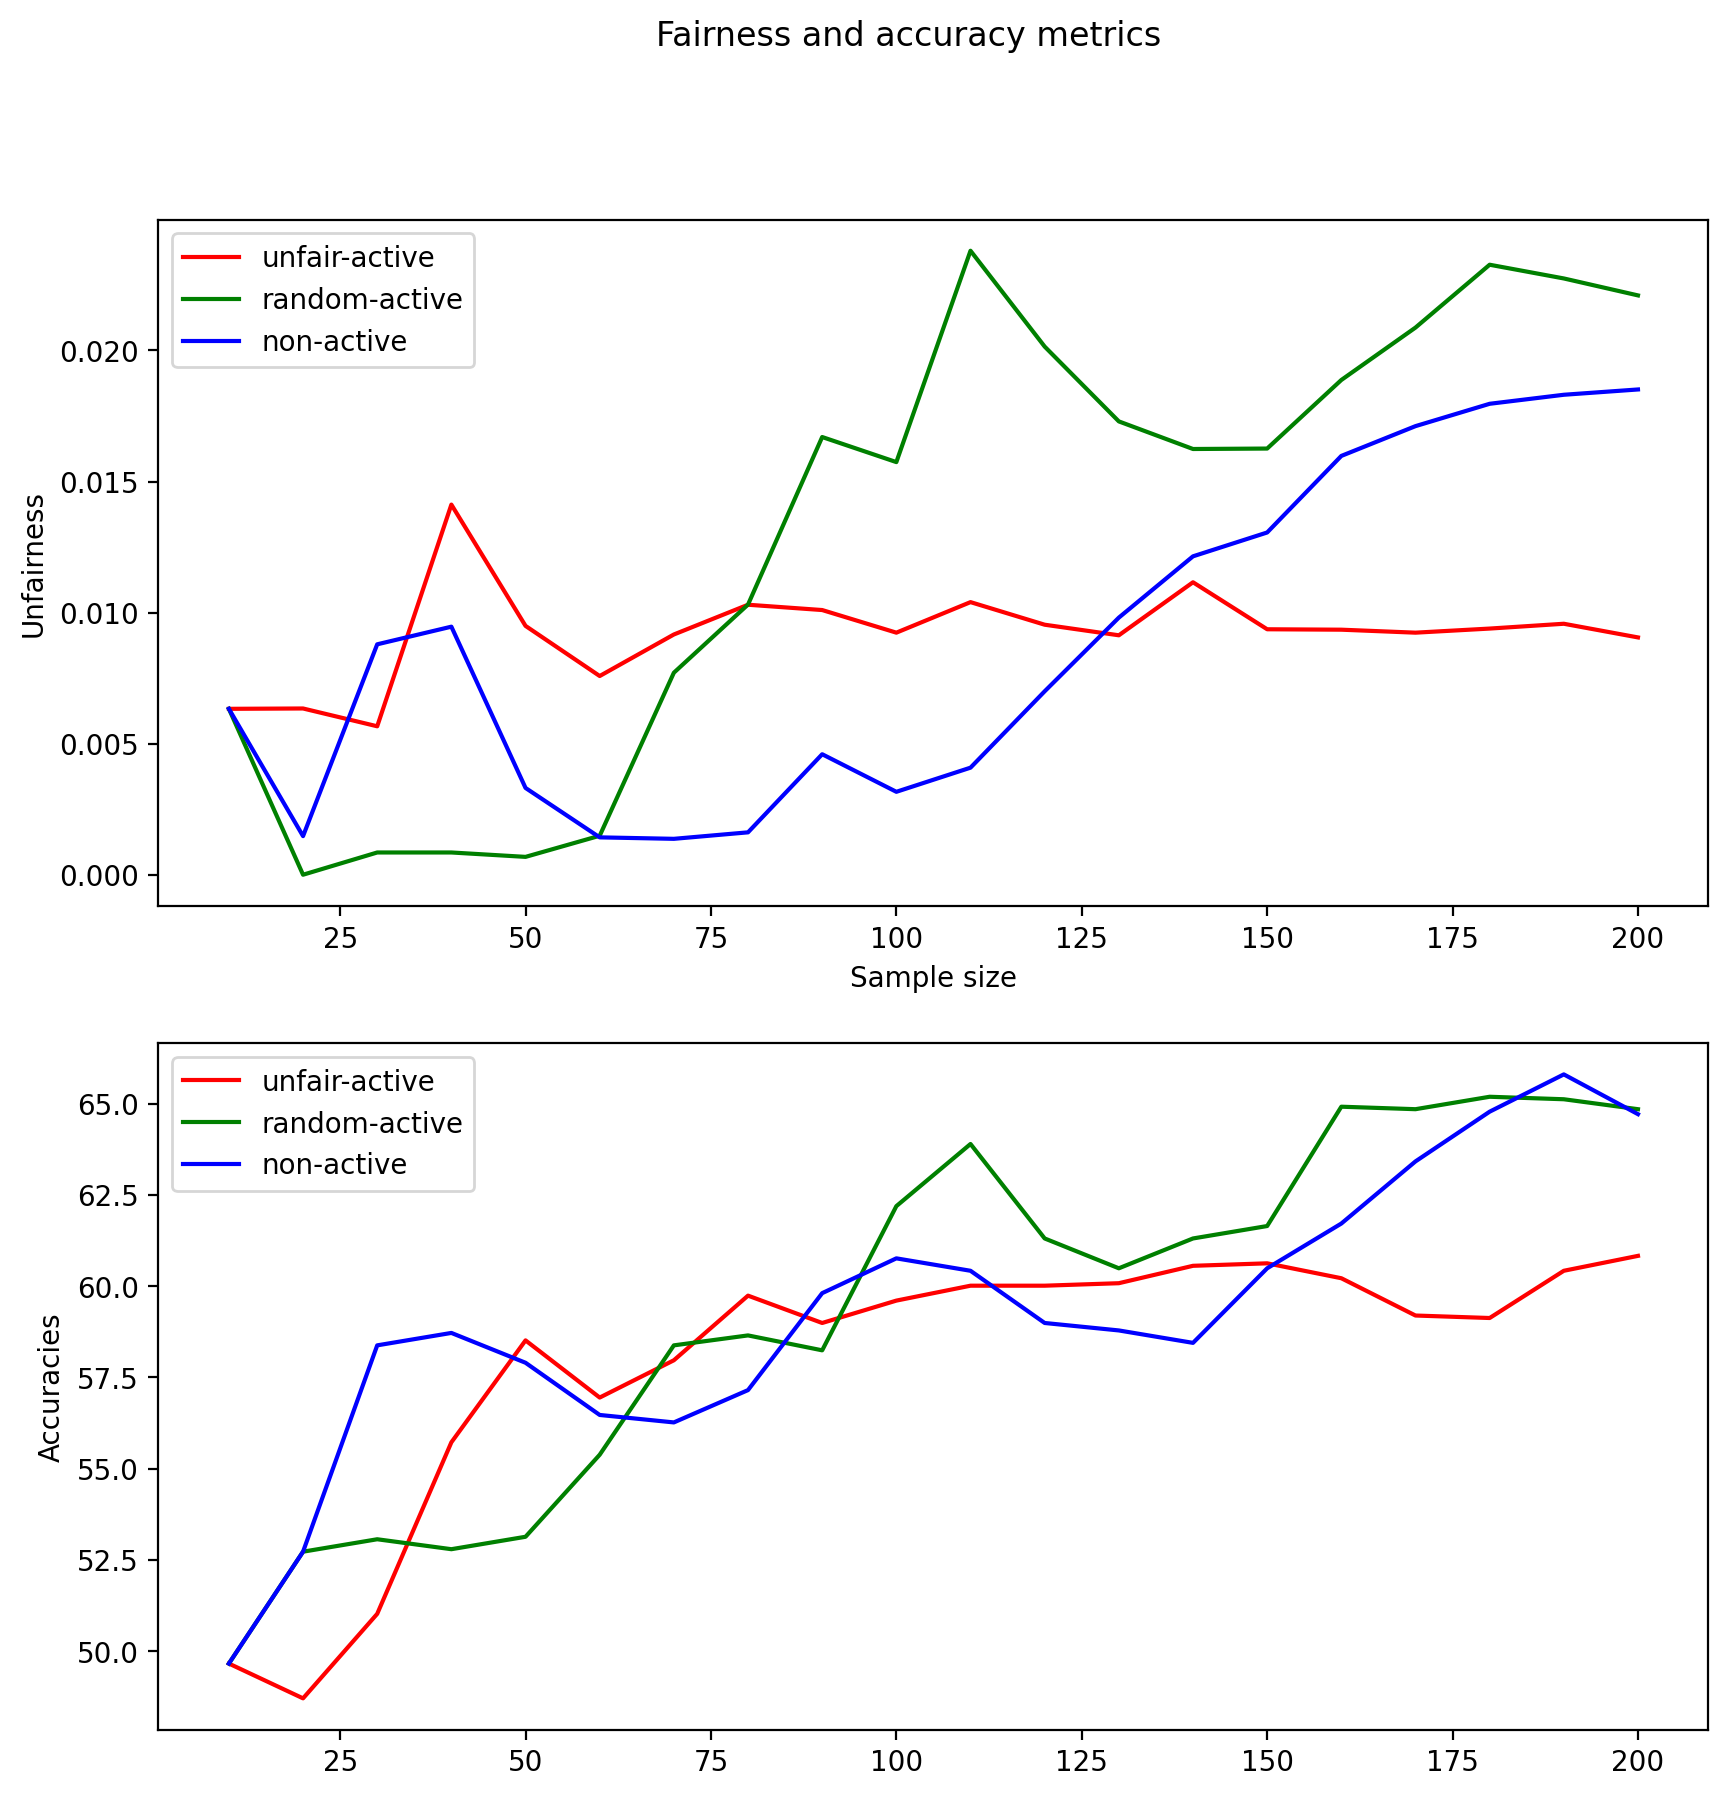 Fairness and accuracy metrics
unfair-active
random-active
non-active
Unfairness
0.020
0.015
0.010
0.005
0.000
25 50 75 100 125 150 175 200
Sample size
unfair-active
random-active
non-active
Accuracies
65.0
62.5
60.0
57.5
55.0
52.5
50.0
25 50 75 100 125 150 175 200